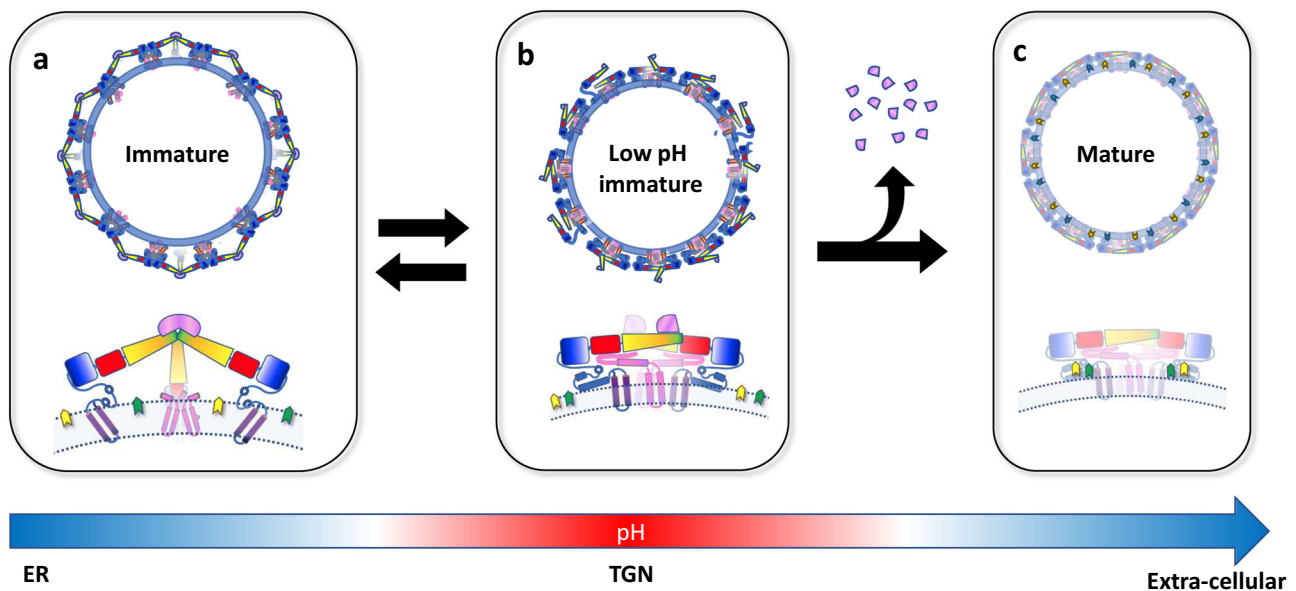 a
Immature
b
Low pH
immature
c
Mature
pH
ER
TGN
Extra-cellular